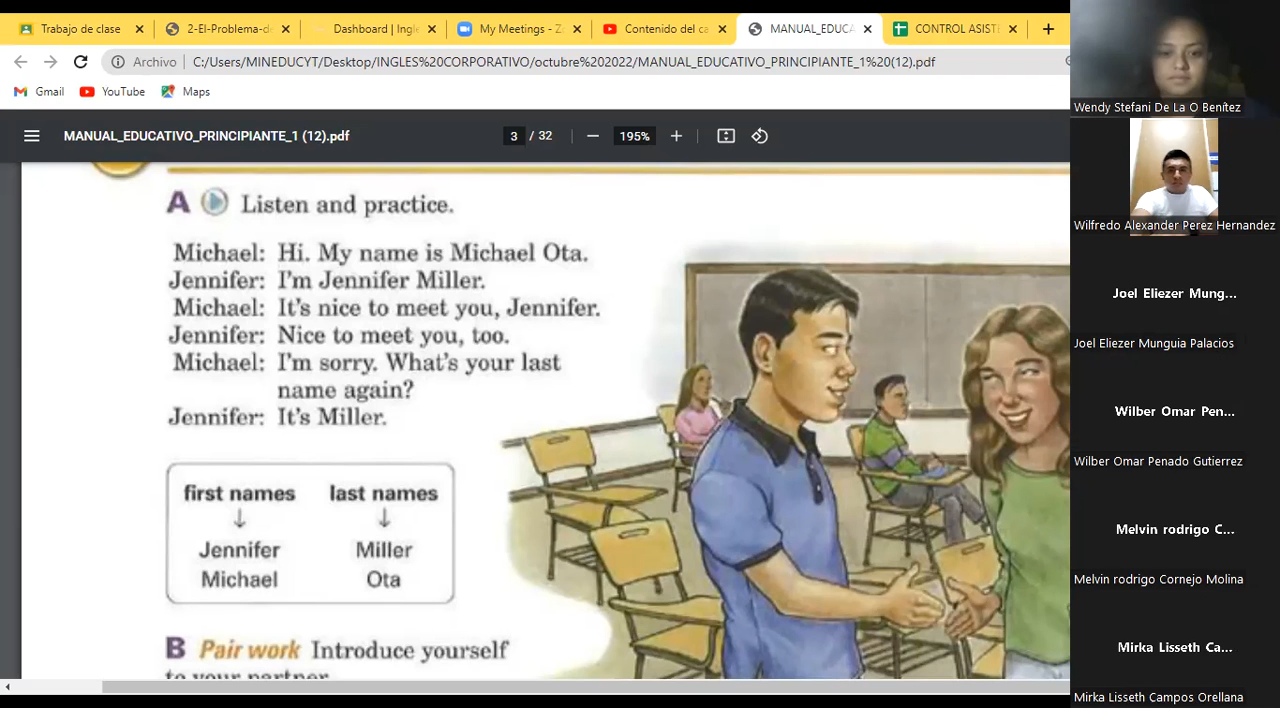 Trabajo de clase
2-El-Problema-d
Dashboard | Ingle
My Meetings - Z
Contenido del ca
MANUAL_EDUCA
CONTROL ASIST
Archivo
C:/Users/MINEDUCYT/Desktop/INGLES%20CORPORATIVO/octubre%202022/MANUAL_EDUCATIVO_PRINCIPIANTE_1%20(12).pdf
Gmail
YouTube
Maps
MANUAL_EDUCATIVO_PRINCIPIANTE_1 (12).pdf
3 / 32
195%
A Listen and practice.
Michael: Hi. My name is Michael Ota.
Jennifer: I'm Jennifer Miller.
Michael: It's nice to meet you, Jennifer.
Jennifer: Nice to meet you, too.
Michael: I'm sorry. What's your last
name again?
Jennifer: It's Miller.
first names last names
Jennifer Miller
Michael Ota
B Pair work Introduce yourself
to your partner.
Wendy Stefani De La O Benítez
Wilfredo Alexander Perez Hernandez
Joel Eliezer Mung...
Joel Eliezer Munguia Palacios
Wilber Omar Pen...
Wilber Omar Penado Gutierrez
Melvin rodrigo C...
Melvin rodrigo Cornejo Molina
Mirka Lisseth Ca...
Mirka Lisseth Campos Orellana